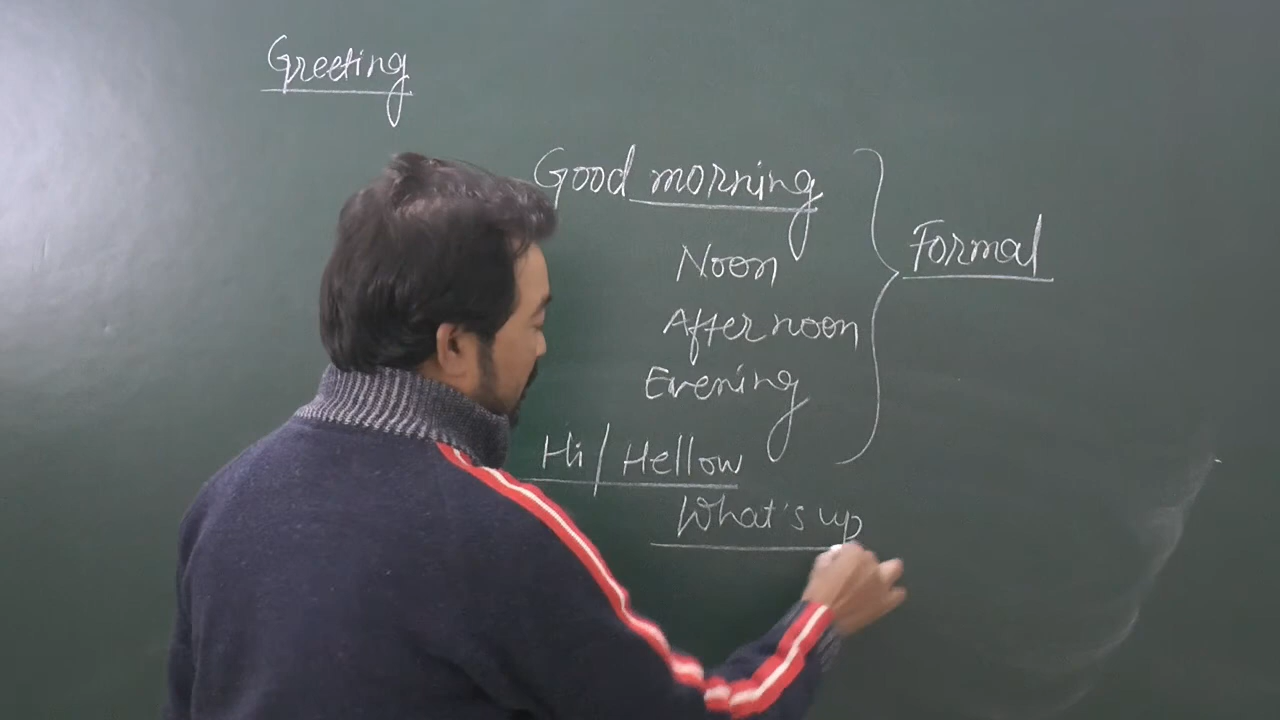 Greeting
Good morning
Formal
Noon
Afternoon
Evening
Hi/Hellow
What's up